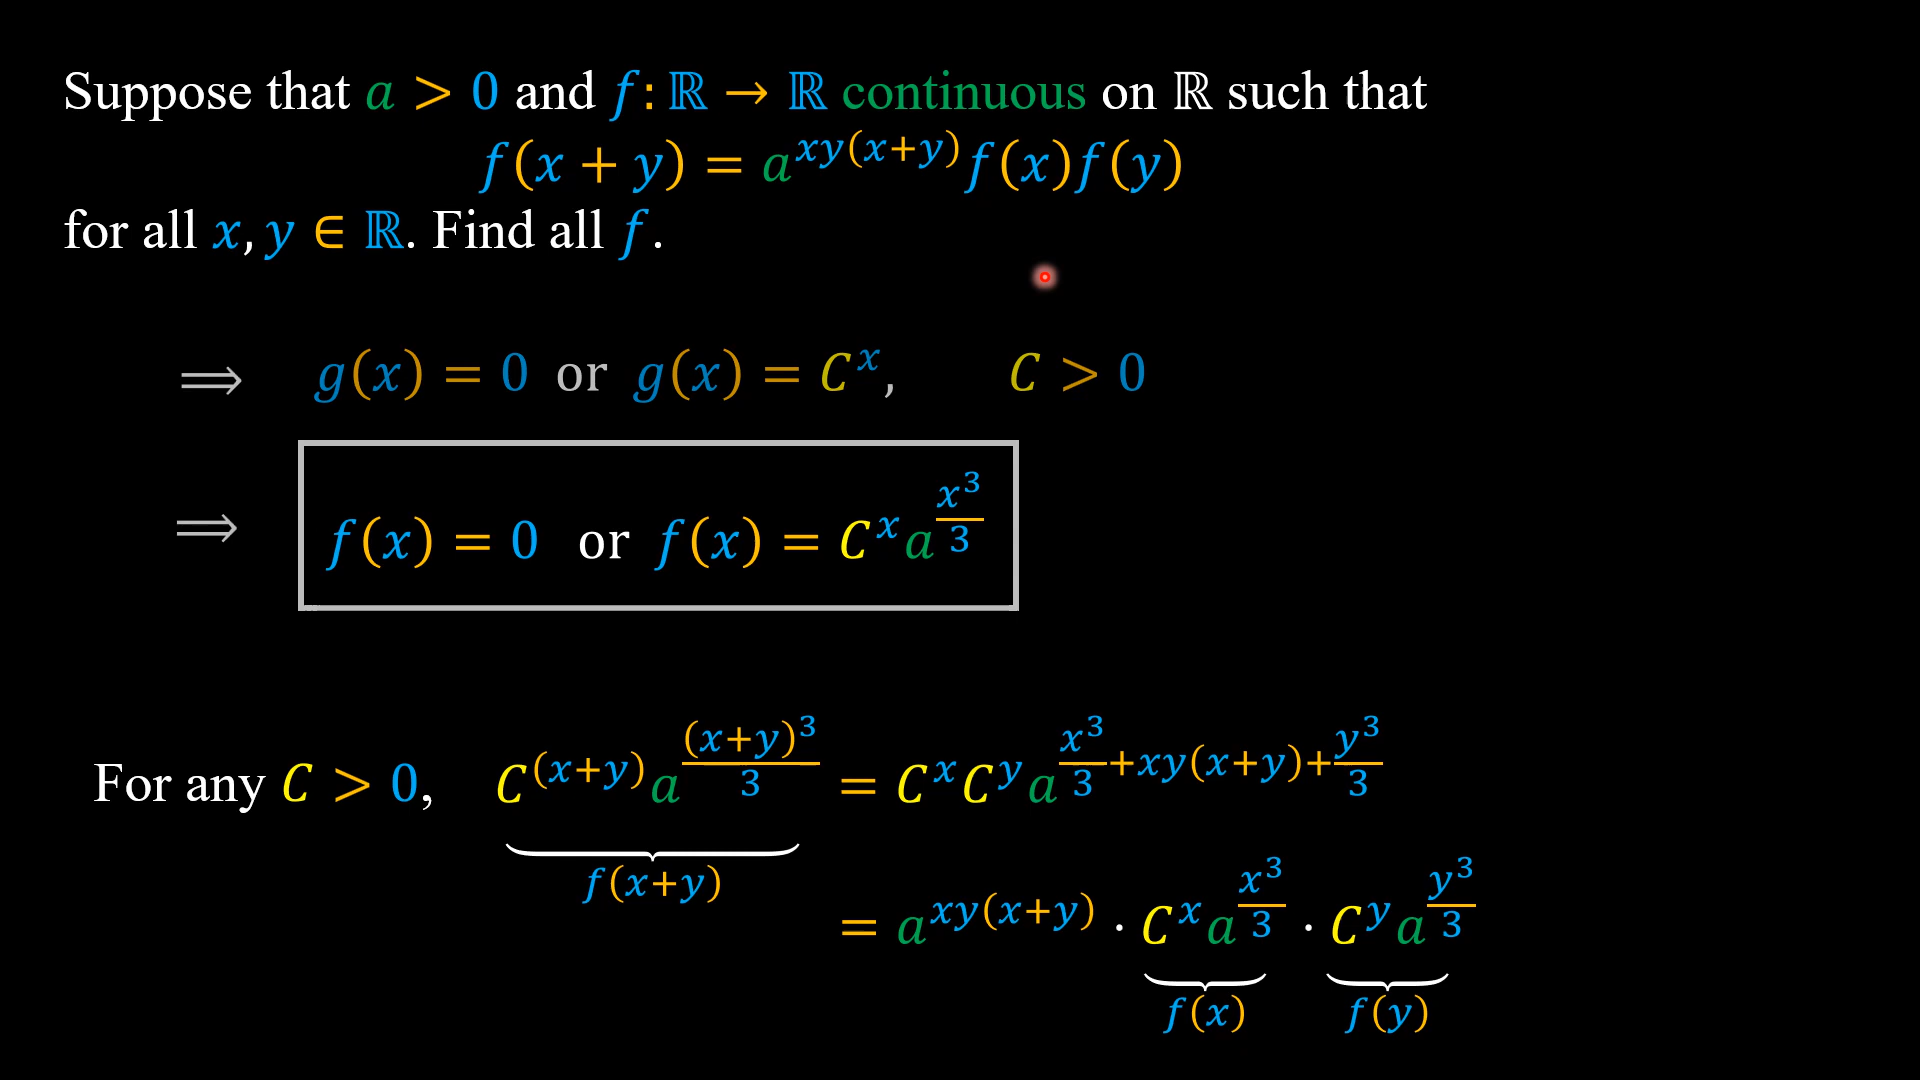 Suppose that a > 0 and f: ℝ → ℝ continuous on ℝ such that
f(x + y) = a^{xy(x+y)} f(x)f(y)
for all x, y ∈ ℝ. Find all f.
⟹ g(x) = 0 or g(x) = C^x, C > 0
⟹ f(x) = 0 or f(x) = C^x a^{x^3/3}
For any C > 0, C^{(x+y)} a^{(x+y)^3/3} = C^x C^y a^{x^3/3 + xy(x+y) + y^3/3}
f(x+y)
= a^{xy(x+y)} · C^x a^{x^3/3} · C^y a^{y^3/3}
f(x) f(y)